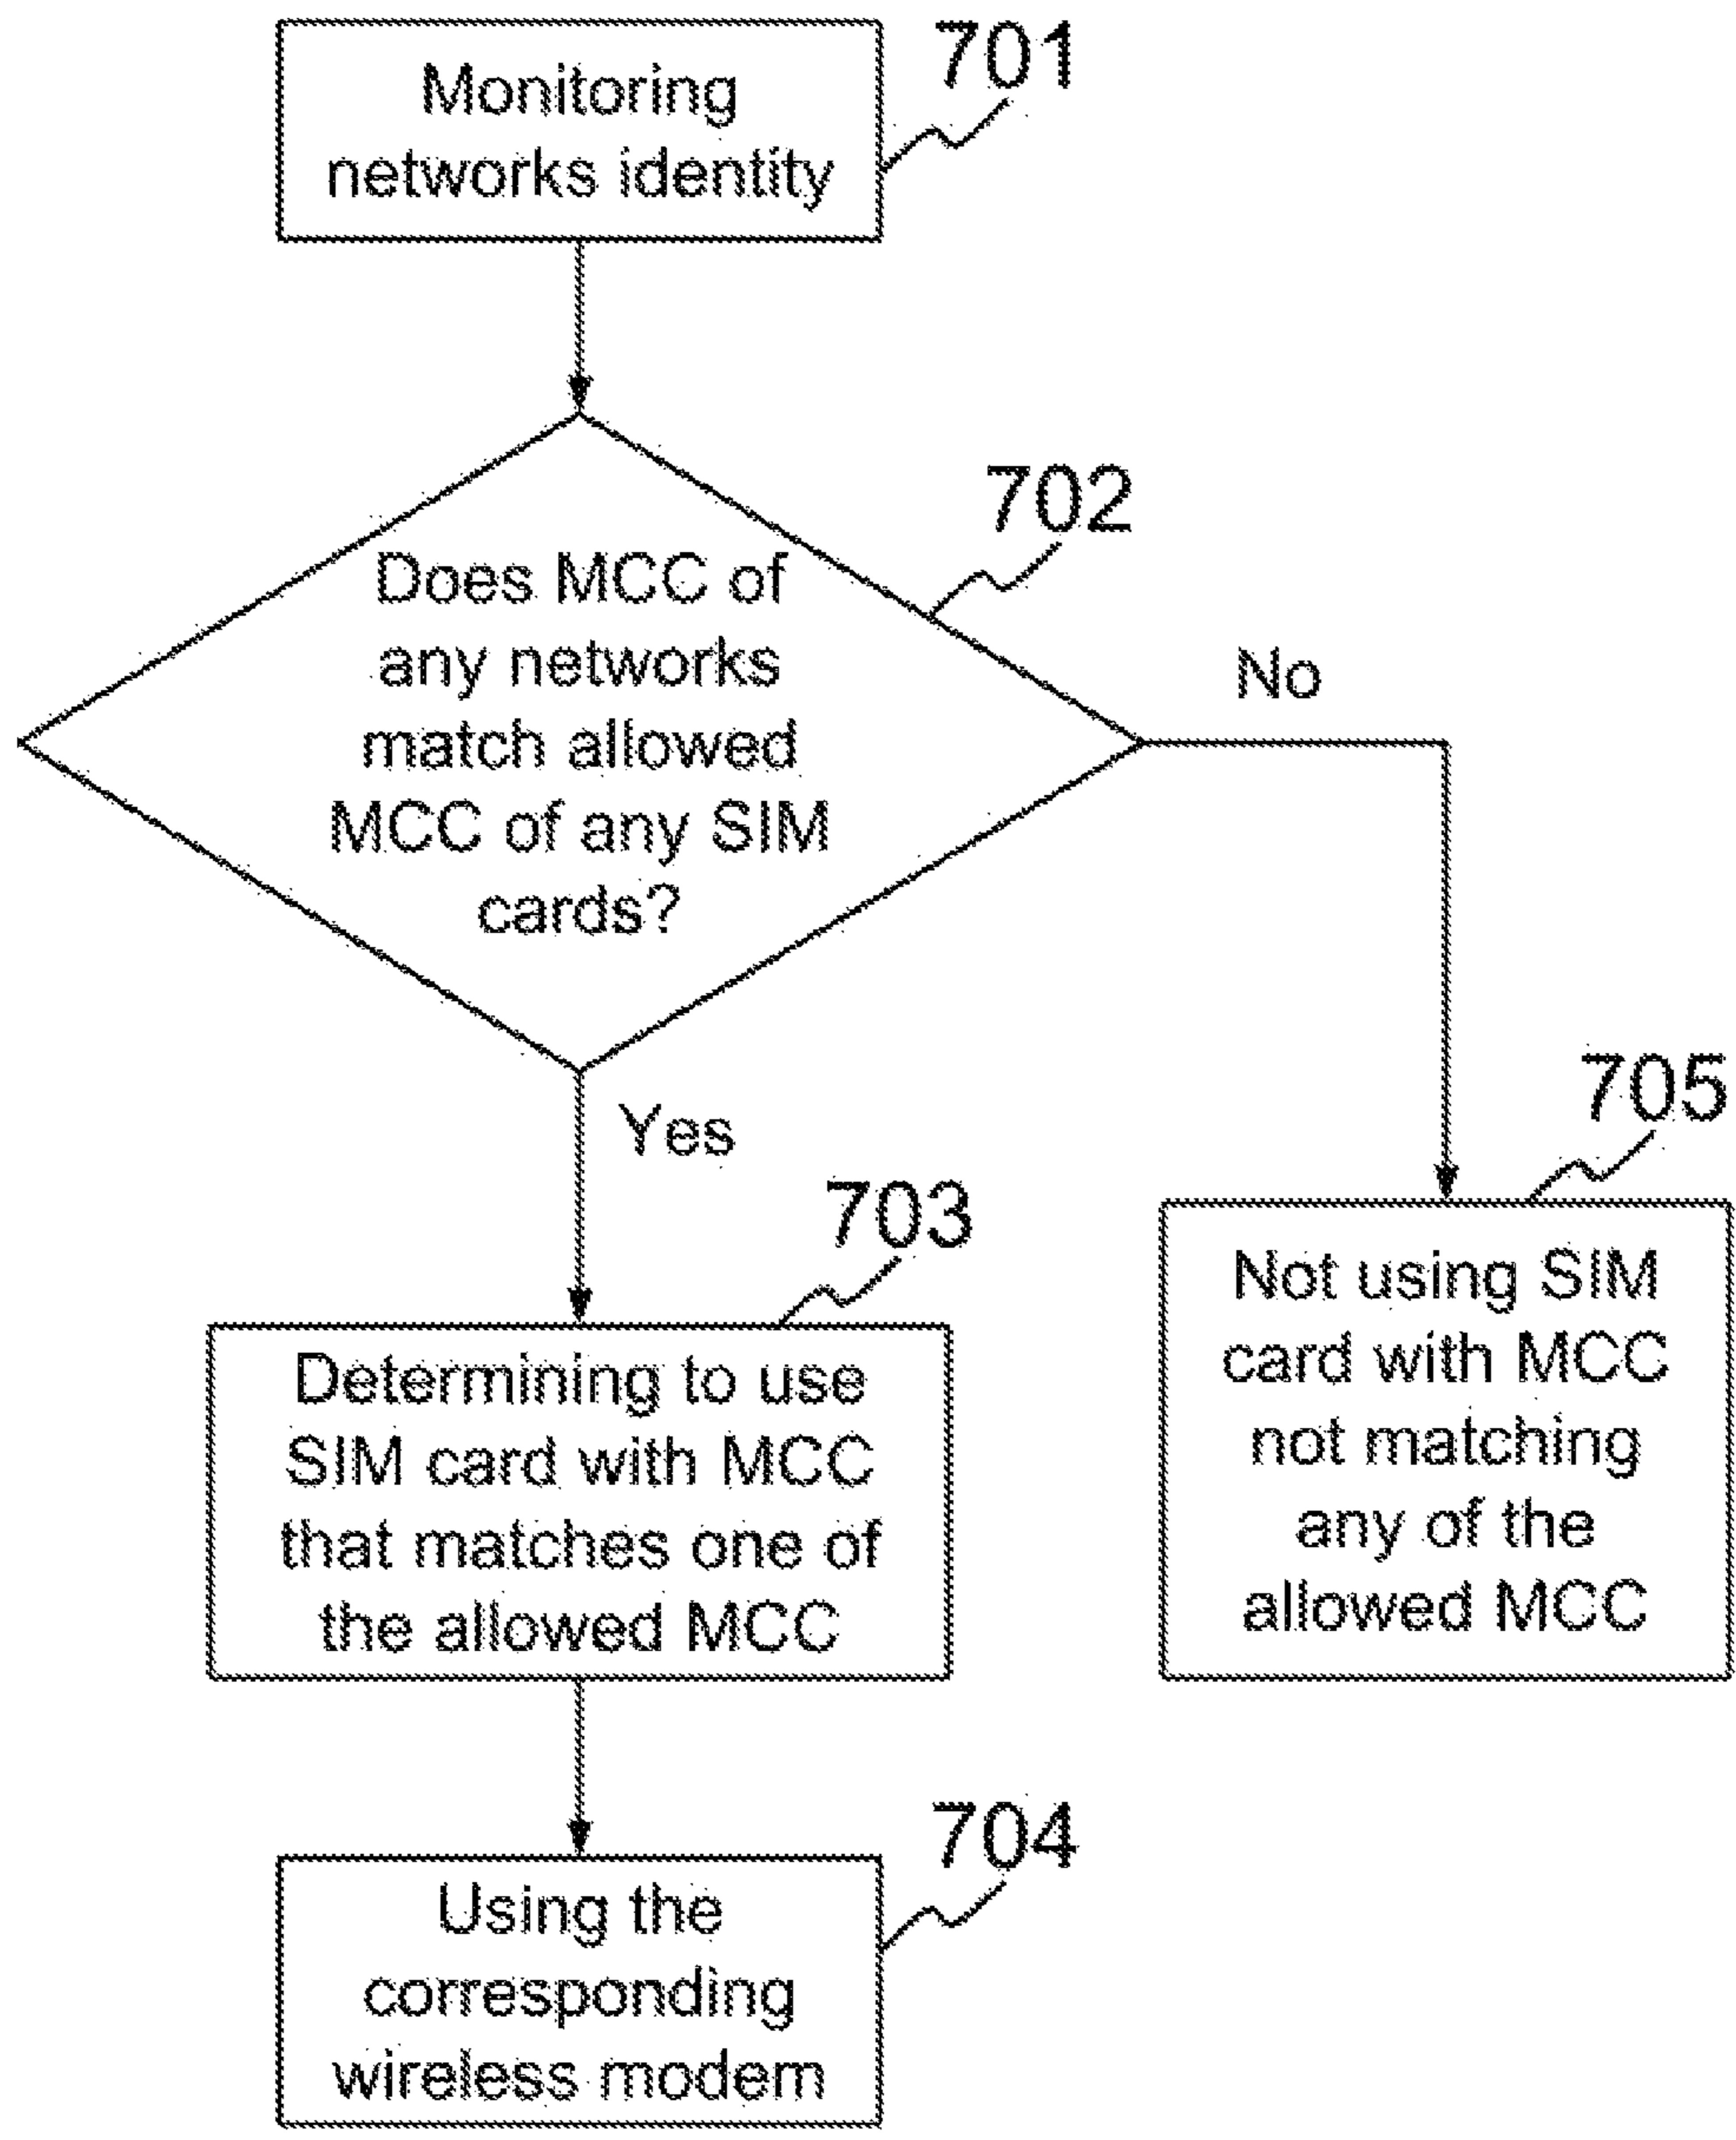 Monitoring
networks identity
701
Does MCC of
any networks
match allowed
MCC of any SIM
cards?
702
No
Yes
703
Determining to use
SIM card with MCC
that matches one of
the allowed MCC
705
Not using SIM
card with MCC
not matching
any of the
allowed MCC
704
Using the
corresponding
wireless modem